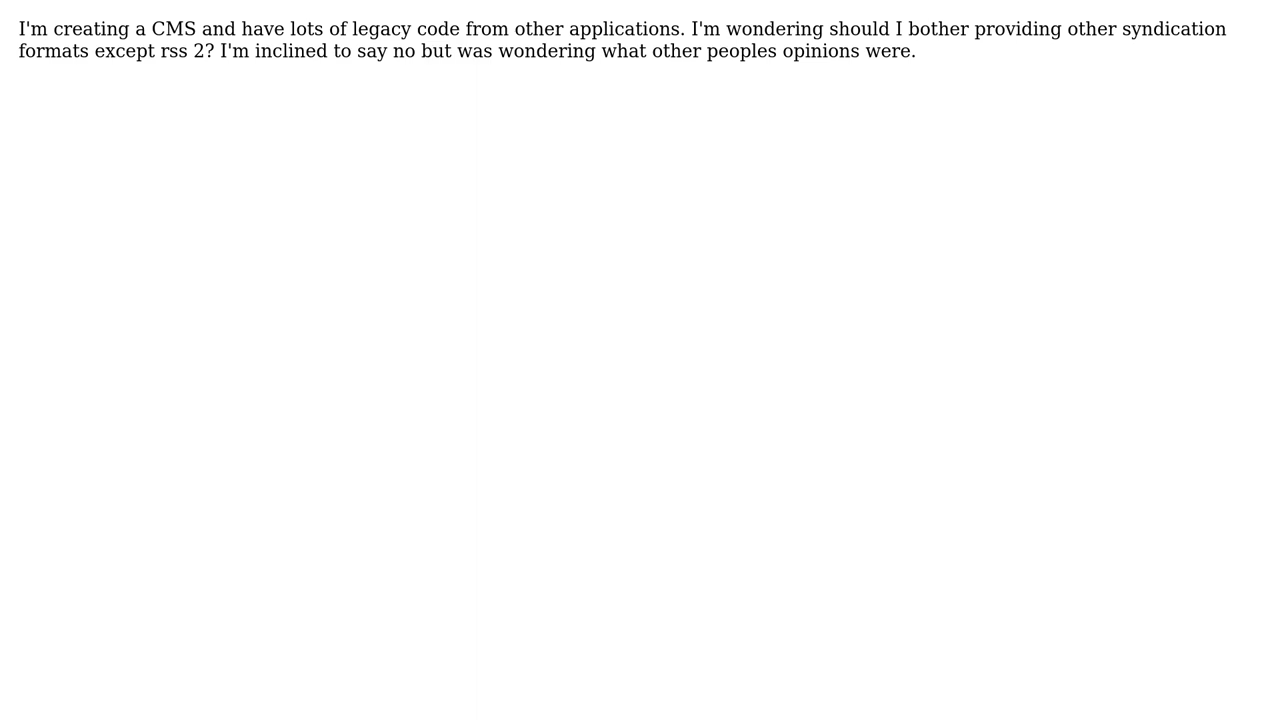 I'm creating a CMS and have lots of legacy code from other applications. I'm wondering should I bother providing other syndication
formats except rss 2? I'm inclined to say no but was wondering what other peoples opinions were.